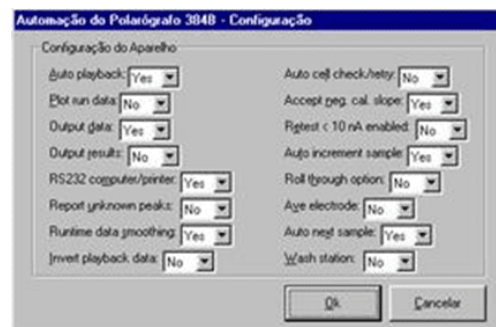 Automação do Polarógrafo 384B - Configuração
Configuração do Aparelho
Auto playback: Yes
Plot run data: No
Output data: Yes
Output results: No
RS232 computer/printer: Yes
Report unknown peaks: No
Runtime data smoothing: Yes
Invert playback data: No
Auto cell check/retry: No
Accept neg. cal. slope: Yes
Retest < 10 nA enabled: No
Auto increment sample: Yes
Roll through option: No
Ave electrode: No
Auto next sample: Yes
Wash station: No
Ok
Cancelar